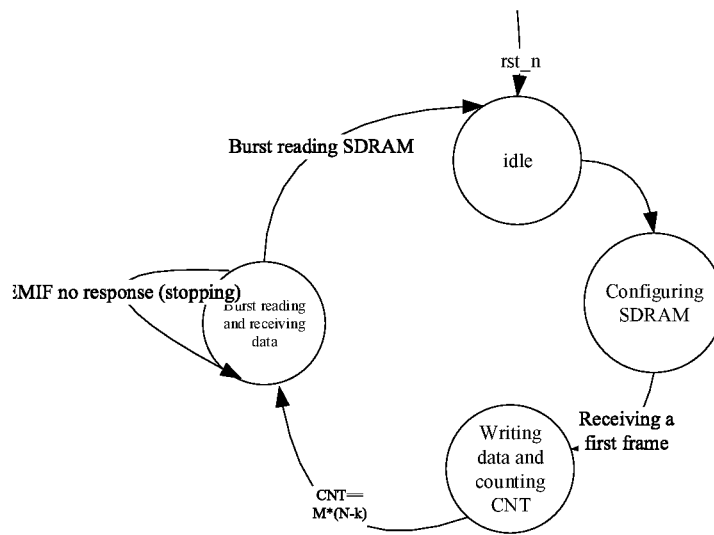 rst_n
idle
Burst reading SDRAM
Configuring
SDRAM
EMIF no response (stopping)
Burst reading
and receiving
data
Receiving a
first frame
Writing
data and
counting
CNT
CNT==
M*(N-k)